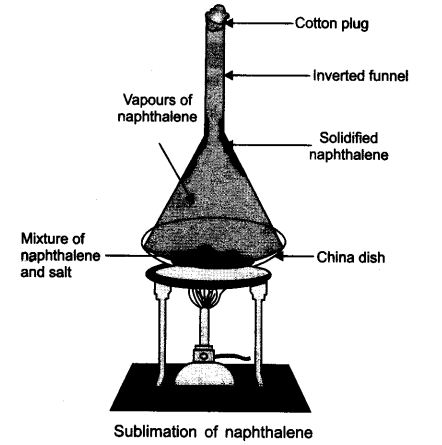 Cotton plug
Inverted funnel
Vapours of
naphthalene
Solidified
naphthalene
Mixture of
naphthalene
and salt
China dish
Sublimation of naphthalene